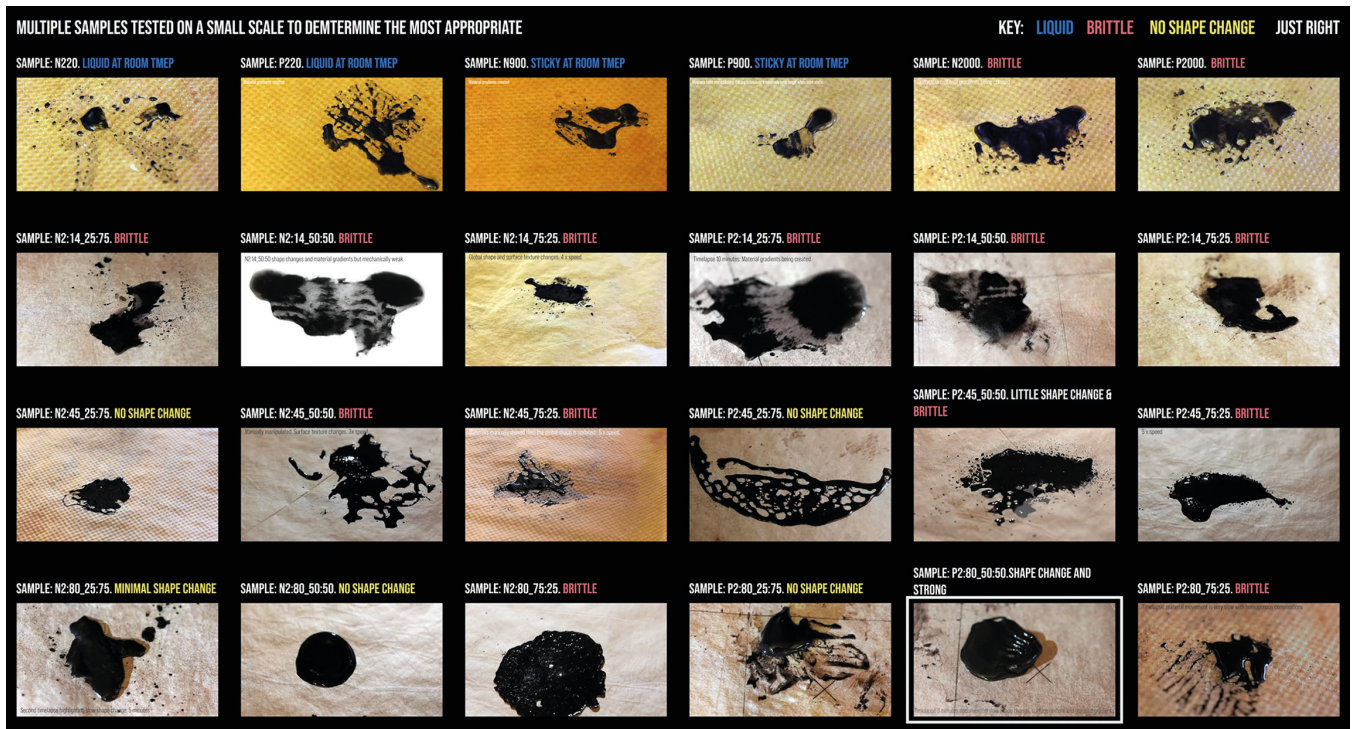 MULTIPLE SAMPLES TESTED ON A SMALL SCALE TO DEMTERMINE THE MOST APPROPRIATE
KEY: LIQUID BRITTLE NO SHAPE CHANGE JUST RIGHT
SAMPLE: N220. LIQUID AT ROOM TMEP
SAMPLE: P220. LIQUID AT ROOM TMEP
SAMPLE: N900. STICKY AT ROOM TMEP
SAMPLE: P900. STICKY AT ROOM TMEP
SAMPLE: N2000. BRITTLE
SAMPLE: P2000. BRITTLE
SAMPLE: N2:14_25:75. BRITTLE
SAMPLE: N2:14_50:50. BRITTLE
N2:14_50:50 shape changes and material gradients but mechanically weak
SAMPLE: N2:14_75:25. BRITTLE
Global shape and surface texture changes. 4 x speed
SAMPLE: P2:14_25:75. BRITTLE
Timelapse 10 minutes: Material gradients being created.
SAMPLE: P2:14_50:50. BRITTLE
SAMPLE: P2:14_75:25. BRITTLE
SAMPLE: N2:45_25:75. NO SHAPE CHANGE
SAMPLE: N2:45_50:50. BRITTLE
Manually manipulated. Surface texture changes. 3x speed
SAMPLE: N2:45_75:25. BRITTLE
SAMPLE: P2:45_25:75. NO SHAPE CHANGE
SAMPLE: P2:45_50:50. LITTLE SHAPE CHANGE &
BRITTLE
SAMPLE: P2:45_75:25. BRITTLE
5 x speed
SAMPLE: N2:80_25:75. MINIMAL SHAPE CHANGE
SAMPLE: N2:80_50:50. NO SHAPE CHANGE
SAMPLE: N2:80_75:25. BRITTLE
SAMPLE: P2:80_25:75. NO SHAPE CHANGE
SAMPLE: P2:80_50:50.SHAPE CHANGE AND
STRONG
SAMPLE: P2:80_75:25. BRITTLE